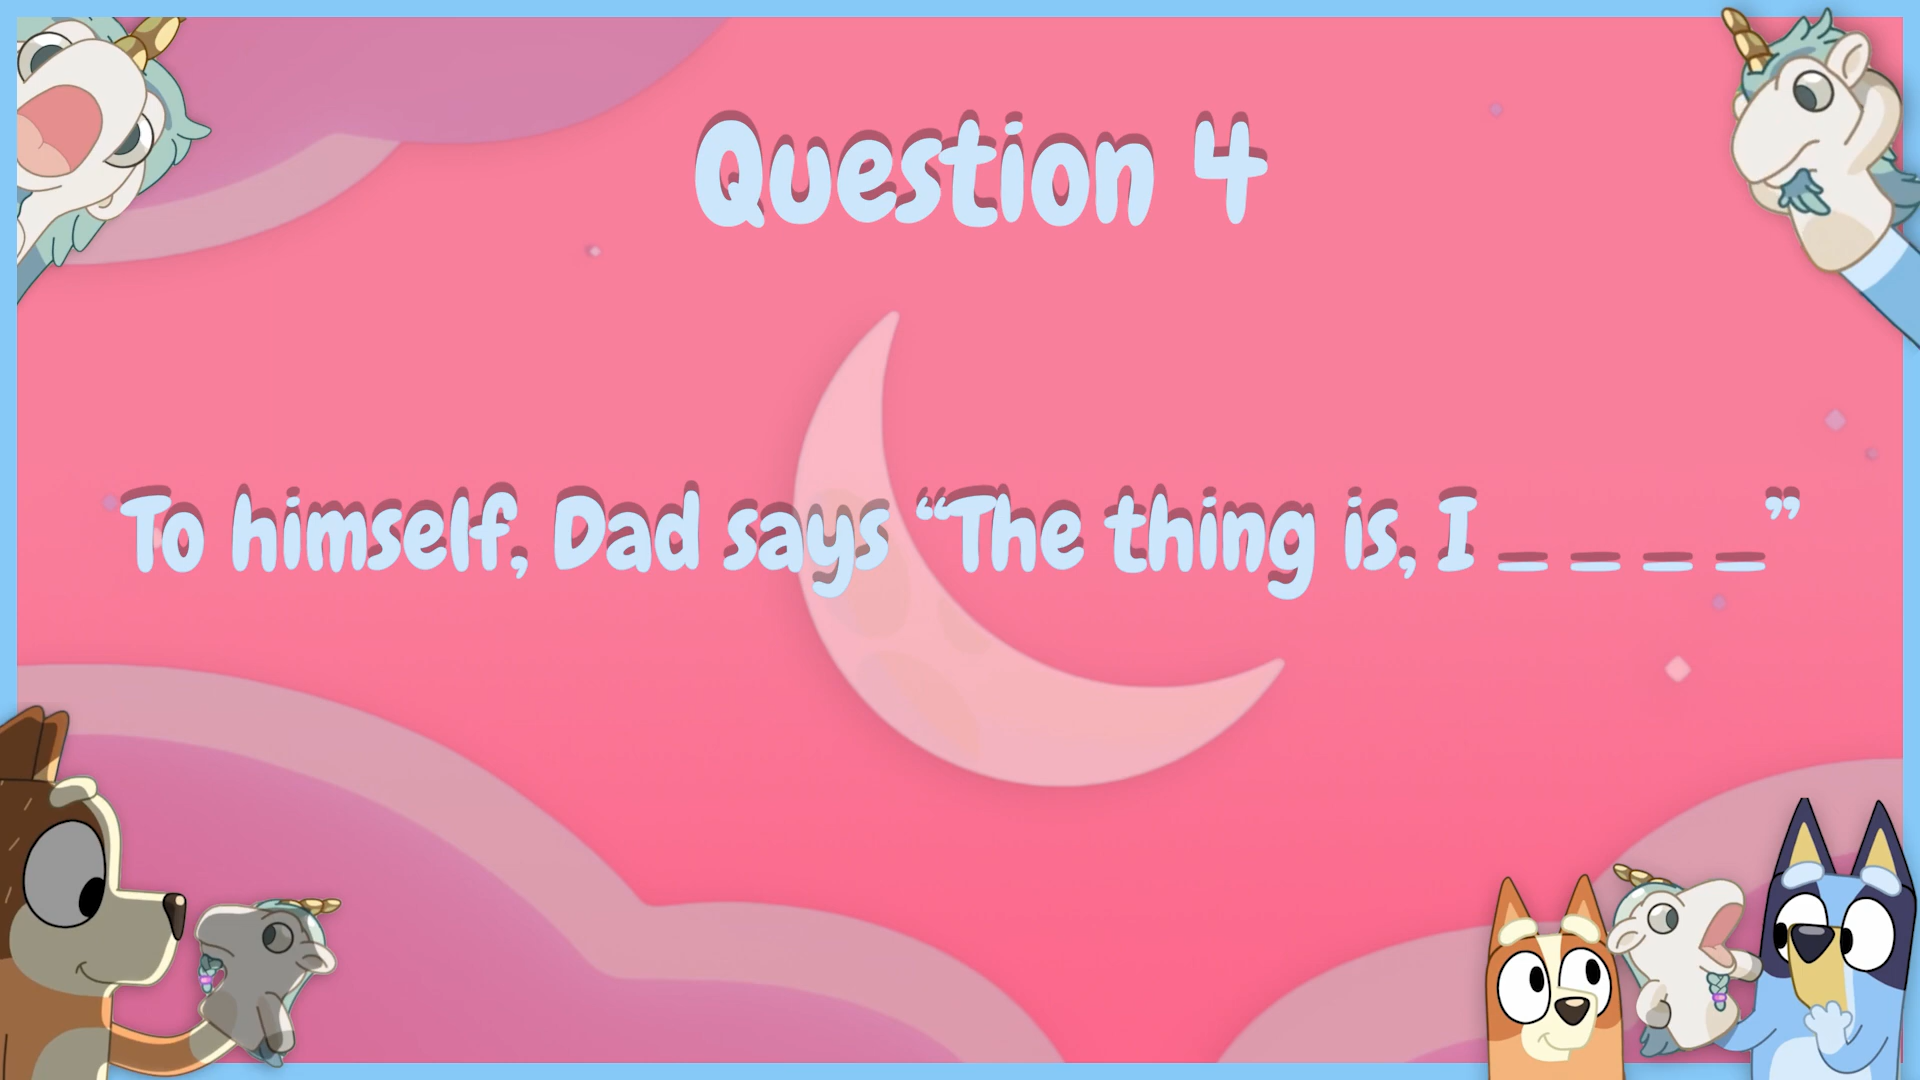 Question 4
To himself, Dad says “The thing is, I _ _ _ _”